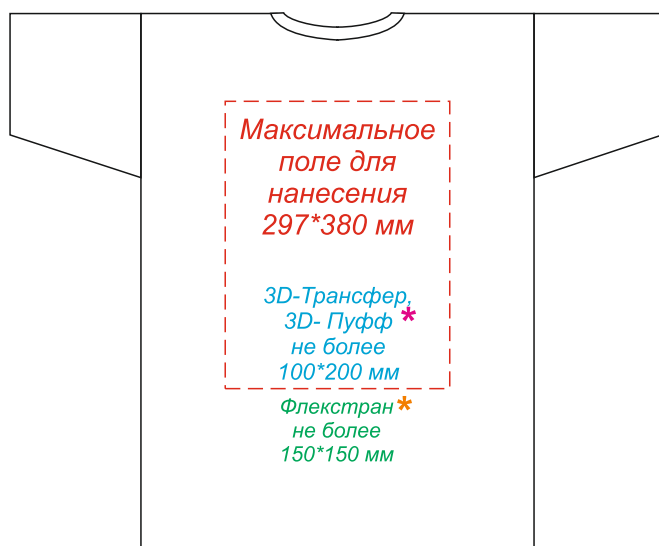 Максимальное
поле для
нанесения
297*380 мм
3D-Трансфер,
3D- Пуфф *
не более
100*200 мм
Флекстран*
не более
150*150 мм